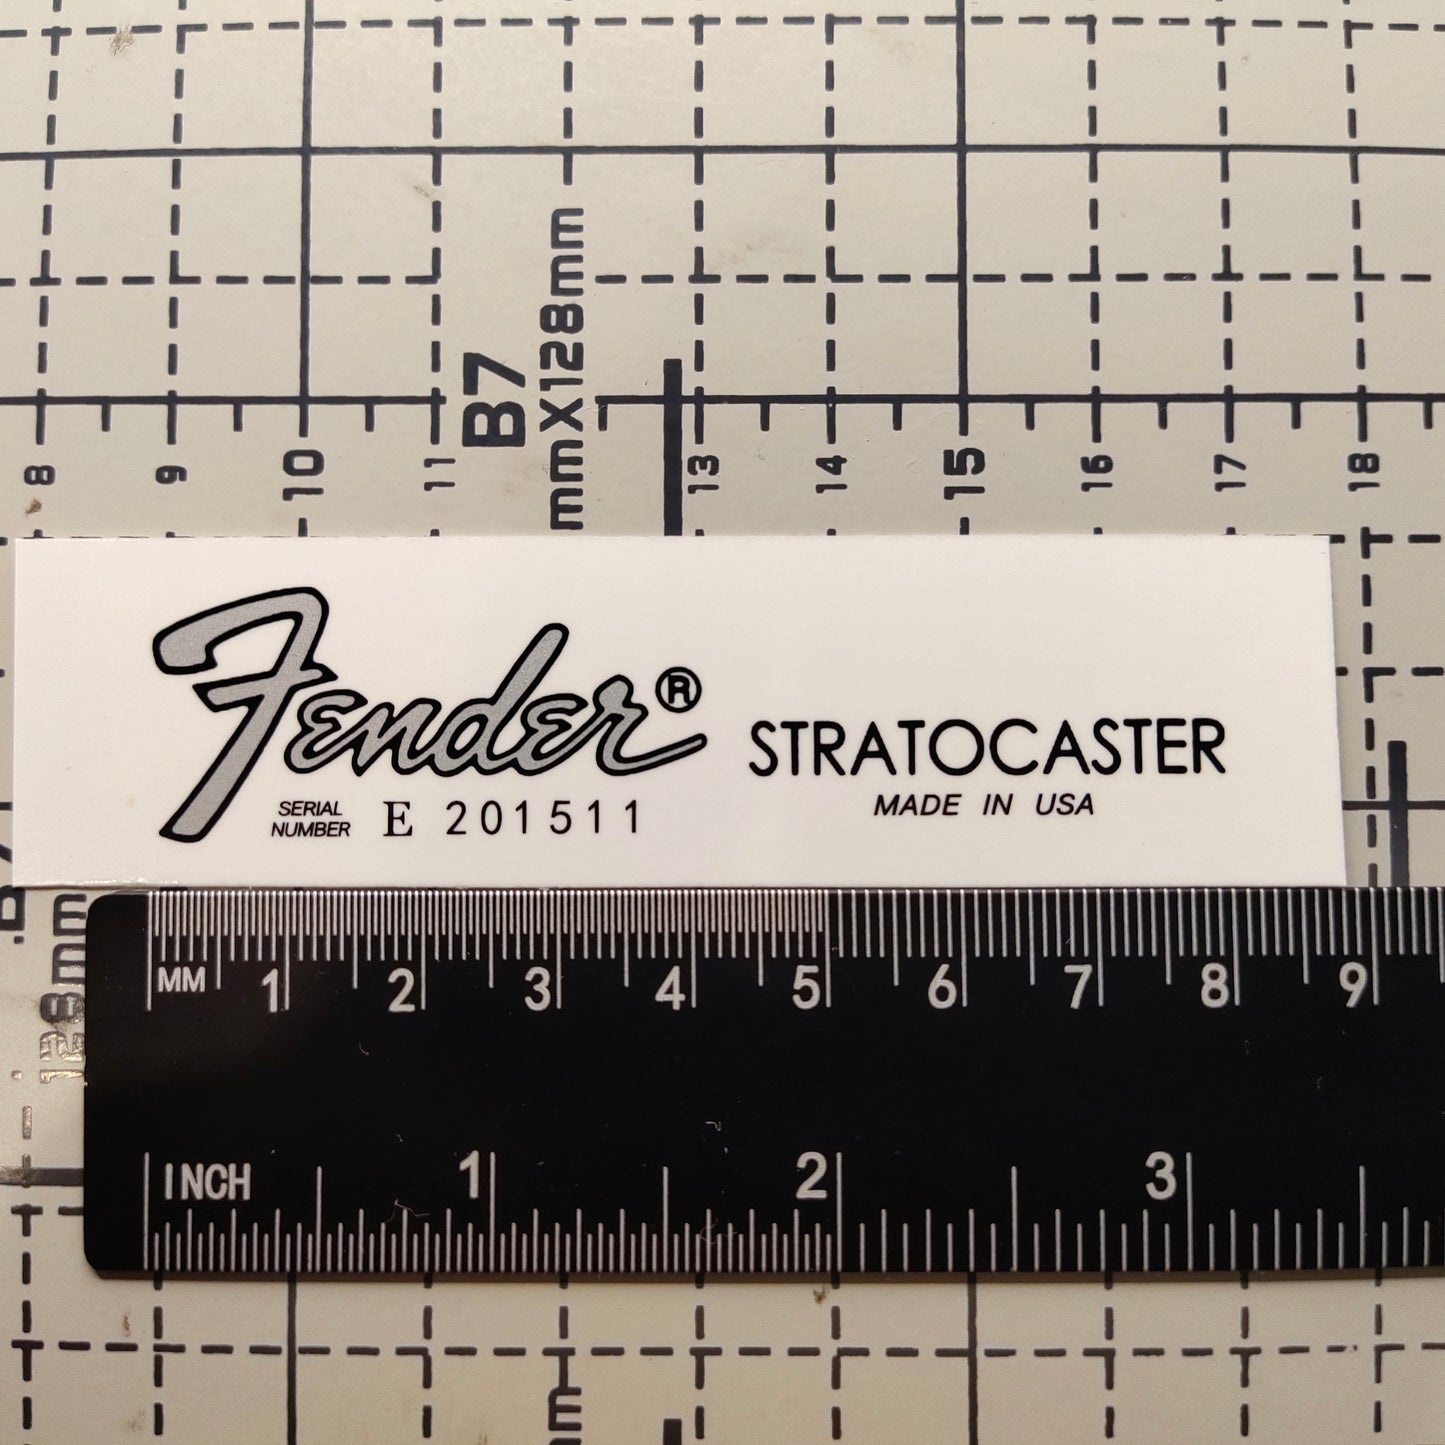 B7
mmX128mm
8 9 10 11 13 14 15 16 17 18
Fender® STRATOCASTER
SERIAL
NUMBER E 201511
MADE IN USA
128mm
MM 1 2 3 4 5 6 7 8 9
INCH 1 2 3